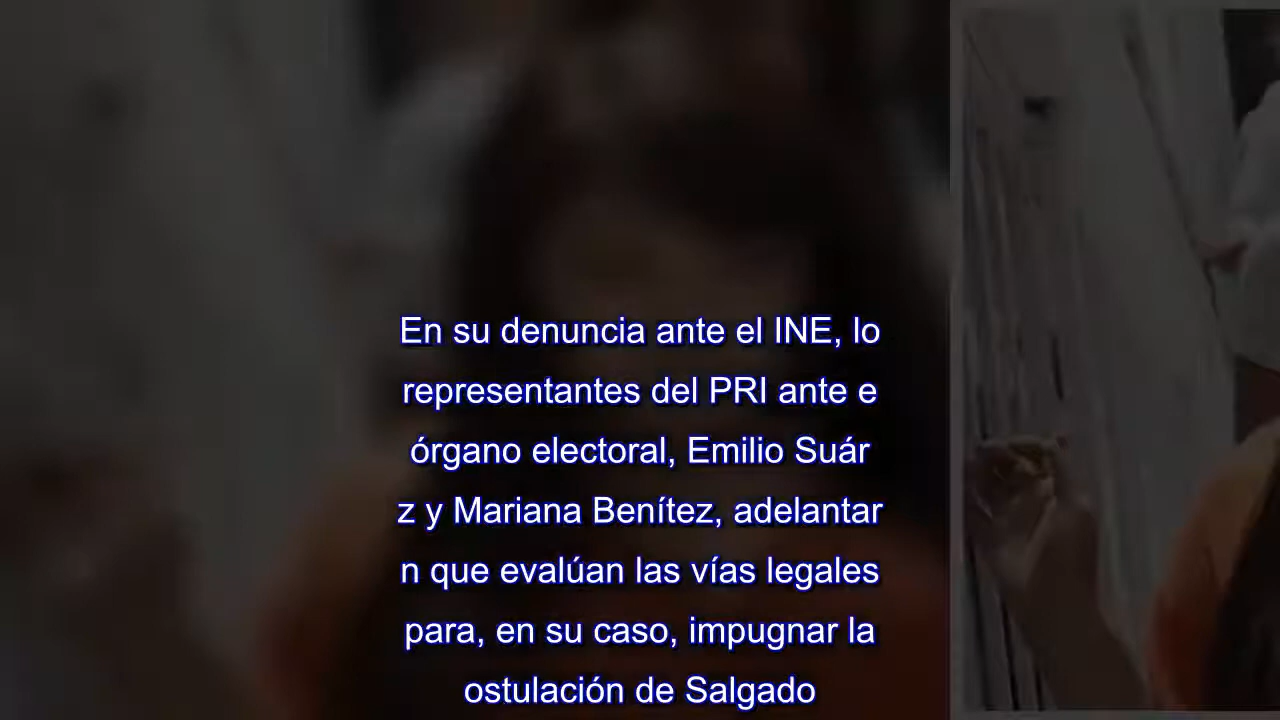 En su denuncia ante el INE, lo
representantes del PRI ante e
órgano electoral, Emilio Suár
z y Mariana Benítez, adelantar
n que evalúan las vías legales
para, en su caso, impugnar la
ostulación de Salgado